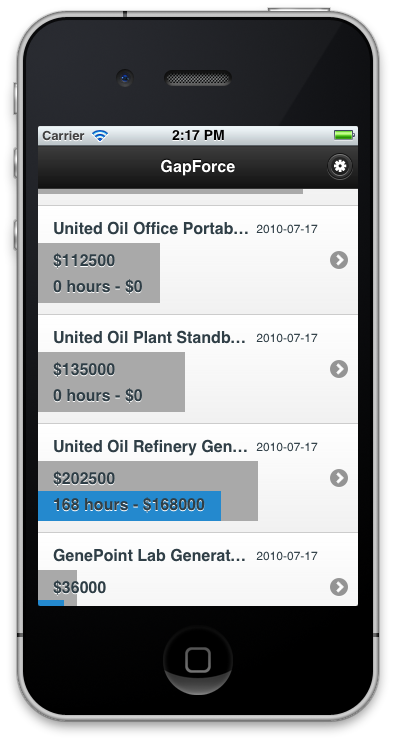 Carrier 2:17 PM
GapForce
United Oil Office Portab... 2010-07-17
$112500
0 hours - $0
United Oil Plant Standb... 2010-07-17
$135000
0 hours - $0
United Oil Refinery Gen... 2010-07-17
$202500
168 hours - $168000
GenePoint Lab Generat... 2010-07-17
$36000